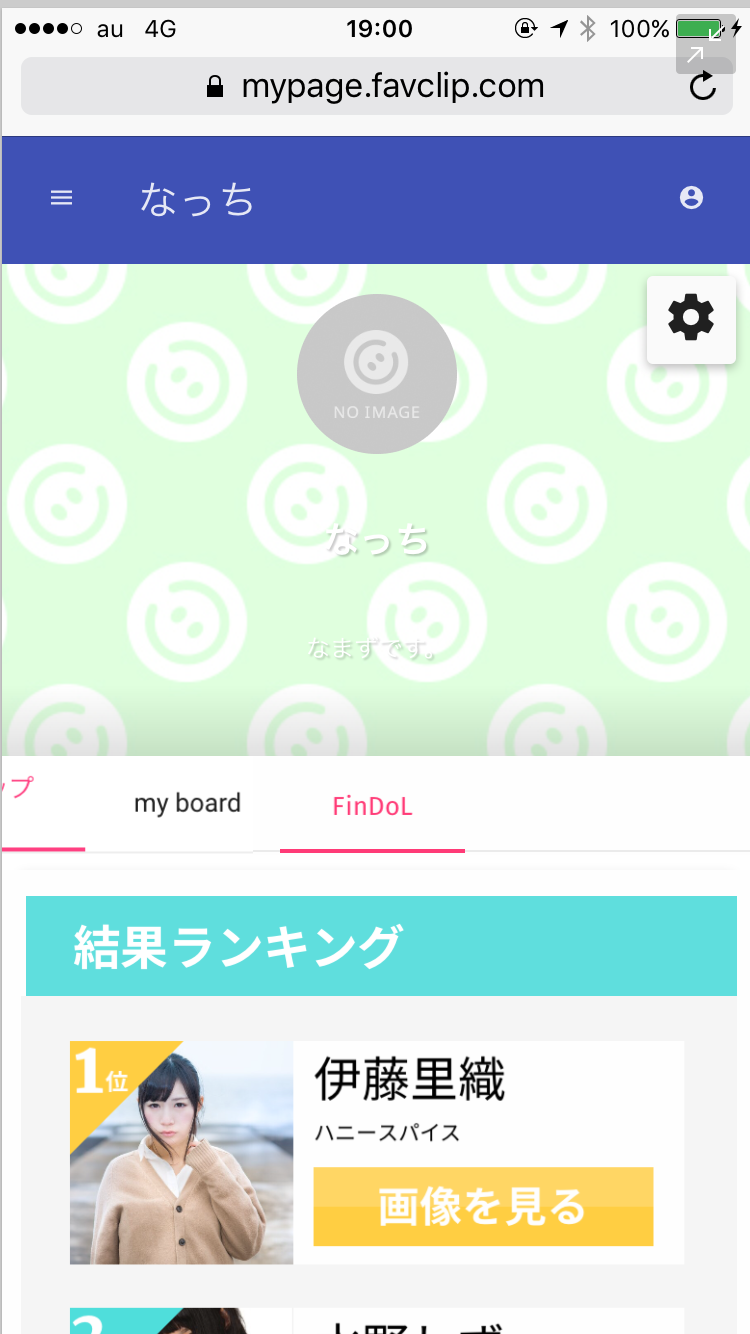 au 4G 19:00 100%
mypage.favclip.com
なっち
NO IMAGE
なっち
なまずです。
プ my board FinDoL
結果ランキング
1位
伊藤里織
ハニースパイス
画像を見る
2